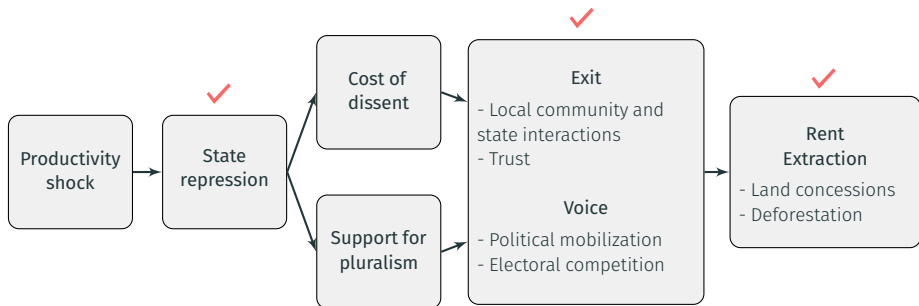 Productivity
shock
State
repression
Cost of
dissent
Support for
pluralism
Exit
- Local community and
state interactions
- Trust
Voice
- Political mobilization
- Electoral competition
Rent
Extraction
- Land concessions
- Deforestation